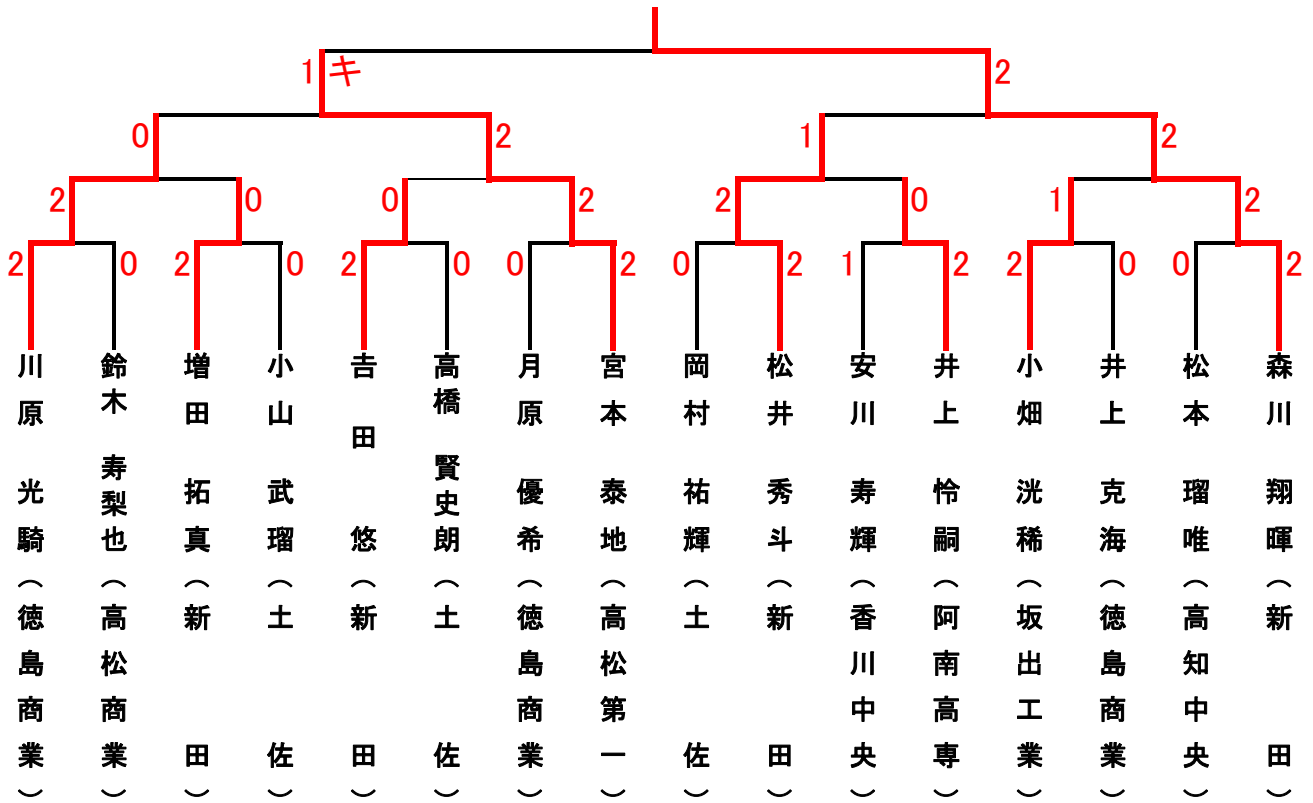 1 キ 2
0 2 1 2
2 0 0 2 2 0 1 2
2 0 2 0 2 0 0 2 0 2 1 2 2 0 0 2
川原 光騎（徳島商業）
鈴木 寿梨也（高松商業）
増田 拓真（新田）
小山 武瑠（土佐）
𠮷田 悠（新田）
高橋 賢史朗（土佐）
月原 優希（徳島商業）
宮本 泰地（高松第一）
岡村 祐輝（土佐）
松井 秀斗（新田）
安川 寿輝（香川中央）
井上 怜嗣（阿南高専）
小畑 洸稀（坂出工業）
井上 克海（徳島商業）
松本 瑠唯（高知中央）
森川 翔暉（新田）